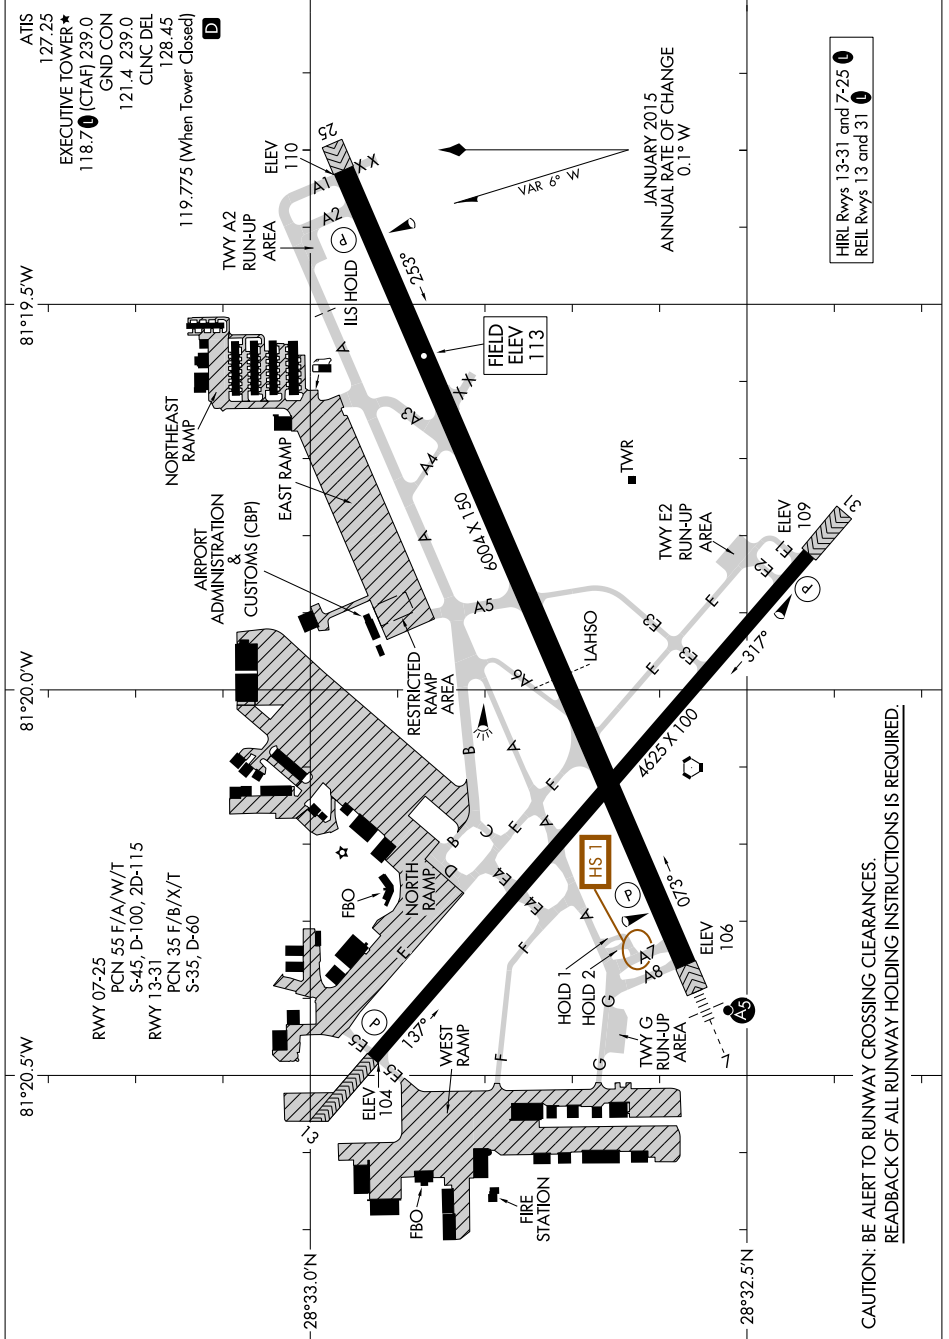 ATIS
127.25
EXECUTIVE TOWER★
118.7 L (CTAF) 239.0
GND CON
121.4 239.0
CLNC DEL
128.45
119.775 (When Tower Closed)
D
RWY 07-25
PCN 55 F/A/W/T
S-45, D-100, 2D-115
RWY 13-31
PCN 35 F/B/X/T
S-35, D-60
81°20.5'W
81°20.0'W
81°19.5'W
28°33.0'N
28°32.5'N
NORTHEAST
RAMP
TWY A2
RUN-UP
AREA
ELEV
110
25
X X
A1
A2
P
ILS HOLD
A
AIRPORT
ADMINISTRATION
&
CUSTOMS (CBP)
EAST RAMP
A3
X X
A4
A
253°
FIELD
ELEV
113
VAR 6° W
JANUARY 2015
ANNUAL RATE OF CHANGE
0.1° W
HIRL Rwys 13-31 and 7-25 L
REIL Rwys 13 and 31 L
6004 X 150
TWR
RESTRICTED
RAMP
AREA
A5
A6
LAHSO
TWY E2
RUN-UP
AREA
ELEV
109
31
E1
E2
E
E3
E3
E
P
317°
4625 X 100
B
A
E
C
E
A
B
D
NORTH
RAMP
FBO
E4
E4
F
E
HS 1
A
P
073°
ELEV
106
HOLD 1
HOLD 2
A7
A8
G
TWY G
RUN-UP
AREA
A5
7
G
F
WEST
RAMP
P
137°
E5
E5
ELEV
104
13
FBO
FIRE
STATION
CAUTION: BE ALERT TO RUNWAY CROSSING CLEARANCES.
READBACK OF ALL RUNWAY HOLDING INSTRUCTIONS IS REQUIRED.